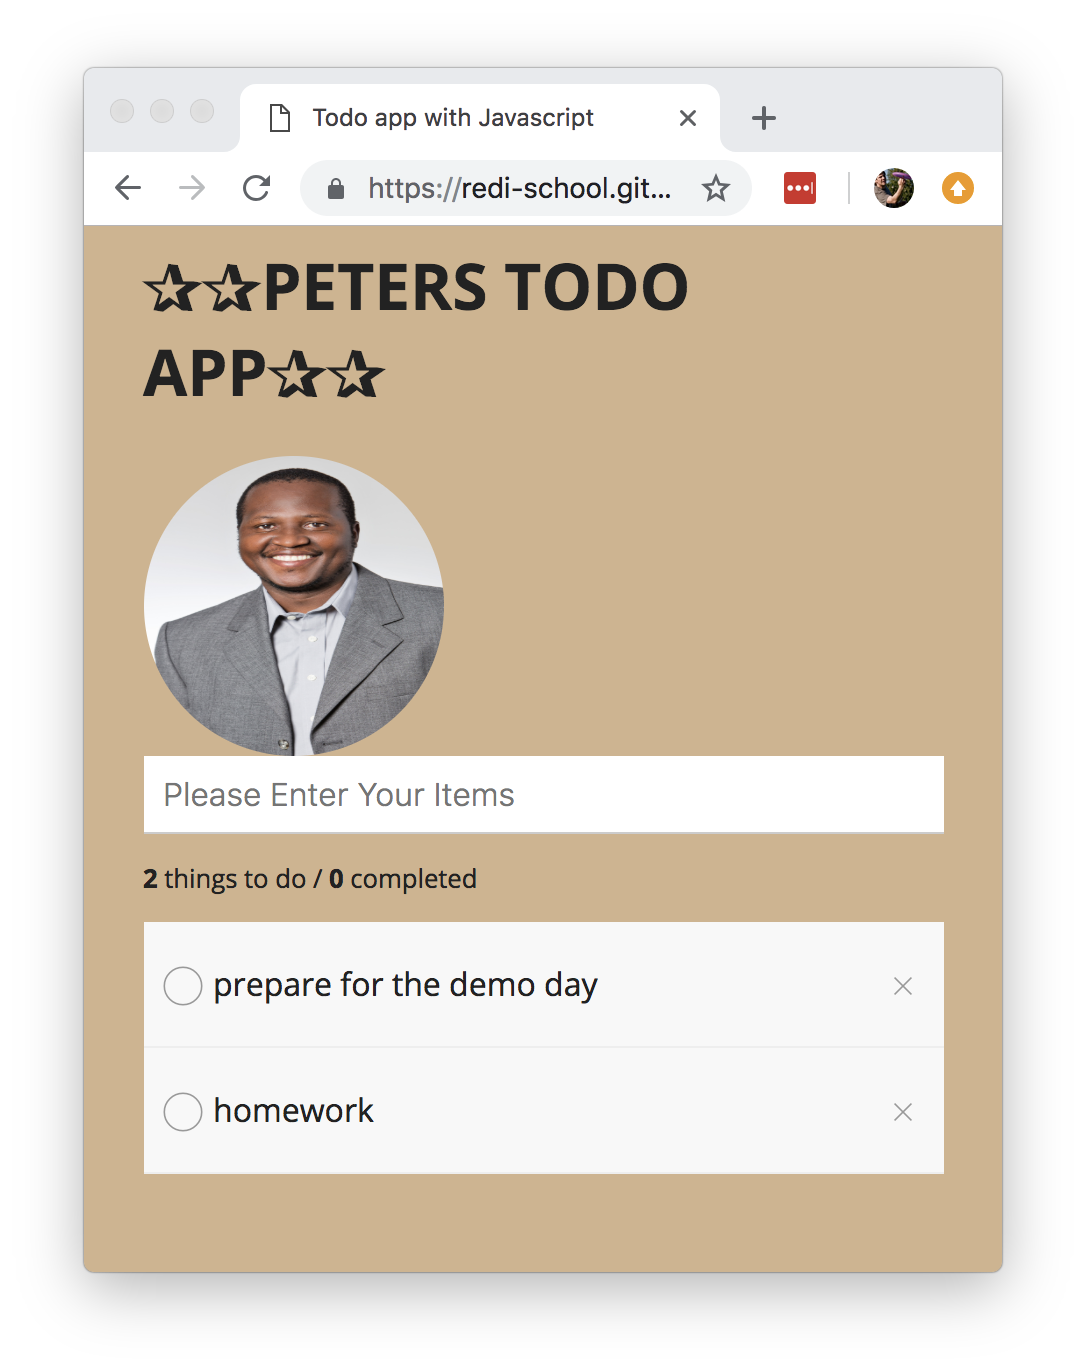 Todo app with Javascript
https://redi-school.git...
✰✰PETERS TODO
APP✰✰
Please Enter Your Items
2 things to do / 0 completed
prepare for the demo day
homework